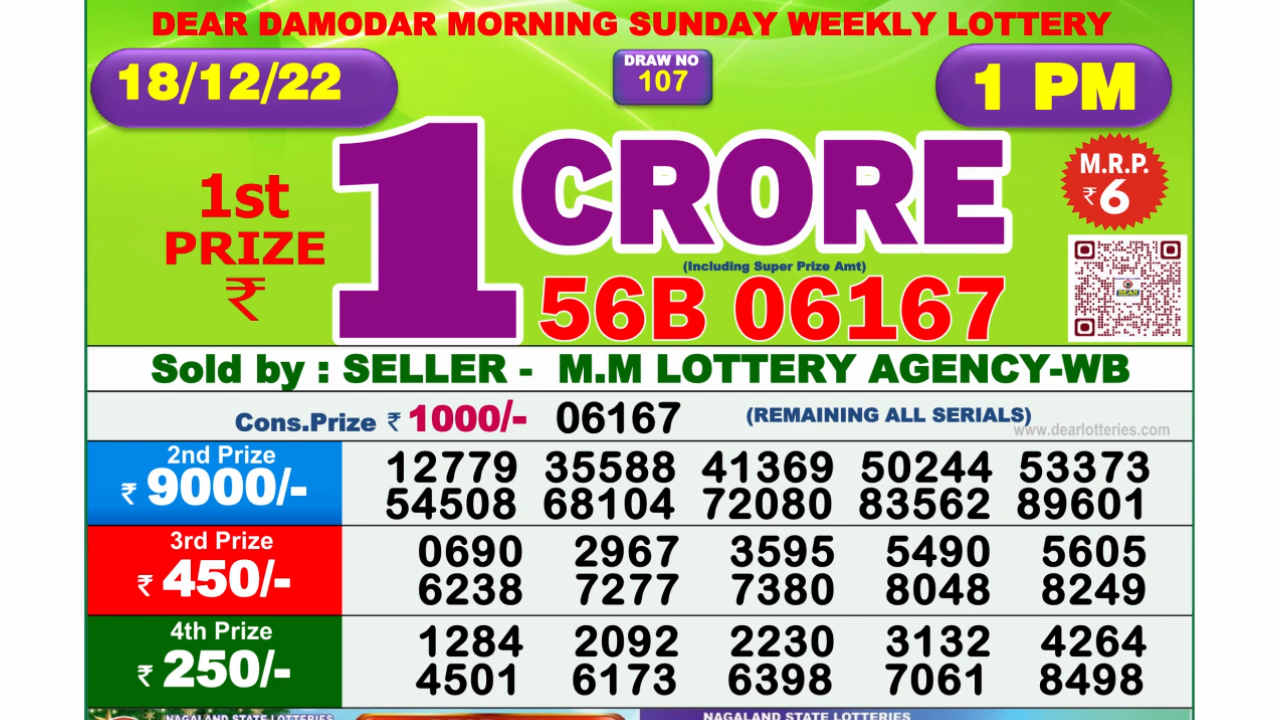 DEAR DAMODAR MORNING SUNDAY WEEKLY LOTTERY
18/12/22
DRAW NO
107
1 PM
1st
PRIZE
₹
1 CRORE
(Including Super Prize Amt)
56B 06167
M.R.P.
₹6
DEAR
Sold by : SELLER - M.M LOTTERY AGENCY-WB
Cons.Prize ₹ 1000/- 06167 (REMAINING ALL SERIALS)
www.dearlotteries.com
2nd Prize
₹ 9000/-
12779 35588 41369 50244 53373
54508 68104 72080 83562 89601
3rd Prize
₹ 450/-
0690 2967 3595 5490 5605
6238 7277 7380 8048 8249
4th Prize
₹ 250/-
1284 2092 2230 3132 4264
4501 6173 6398 7061 8498
NAGALAND STATE LOTTERIES
NAGALAND STATE LOTTERIES